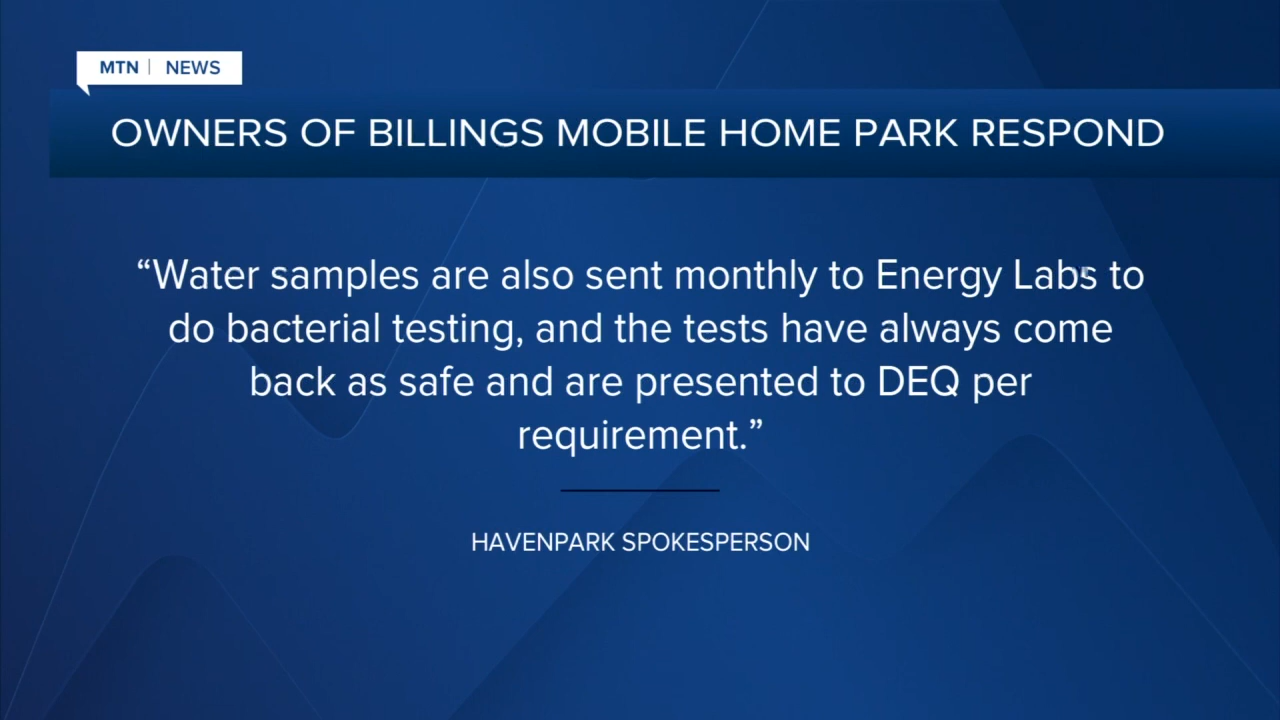 MTN | NEWS
OWNERS OF BILLINGS MOBILE HOME PARK RESPOND
“Water samples are also sent monthly to Energy Labs to
do bacterial testing, and the tests have always come
back as safe and are presented to DEQ per
requirement.”
HAVENPARK SPOKESPERSON